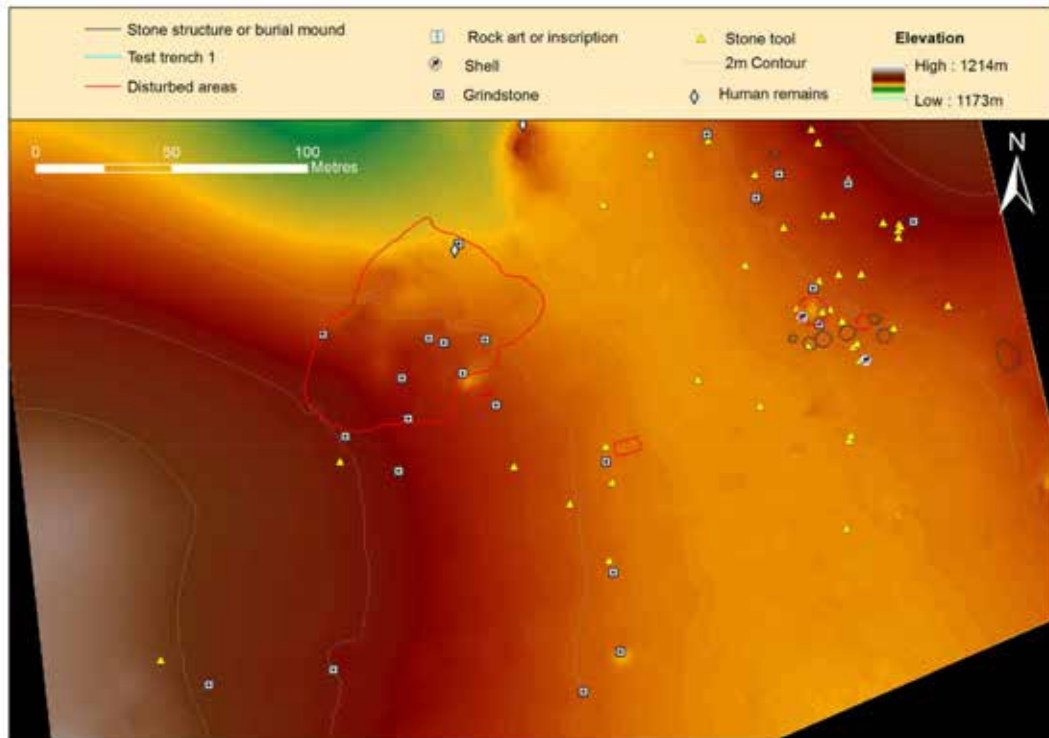 Stone structure or burial mound
Test trench 1
Disturbed areas
Rock art or inscription
Shell
Grindstone
Stone tool
2m Contour
Human remains
Elevation
High : 1214m
Low : 1173m
0 50 100
Metres
N